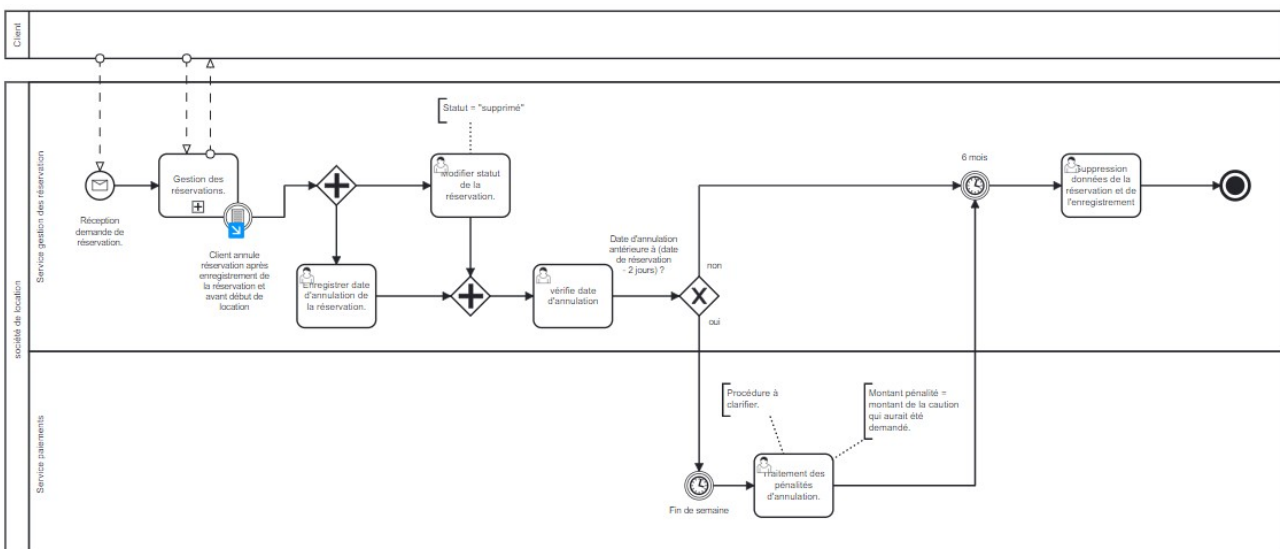 Client
société de location
Service gestion des réservation
Service paiements
Réception
demande de
réservation.
Gestion des
réservations.
Client annule
réservation après
enregistrement de
la réservation et
avant début de
location
Statut = "supprimé"
Modifier statut
de la
réservation.
Enregistrer date
d'annulation de
la réservation.
vérifie date
d'annulation
Date d'annulation
antérieure à (date
de réservation
- 2 jours) ?
non
oui
6 mois
Suppression
données de la
réservation et de
l'enregistrement
Fin de semaine
Procédure à
clarifier.
Traitement des
pénalités
d'annulation.
Montant pénalité =
montant de la caution
qui aurait été
demandé.